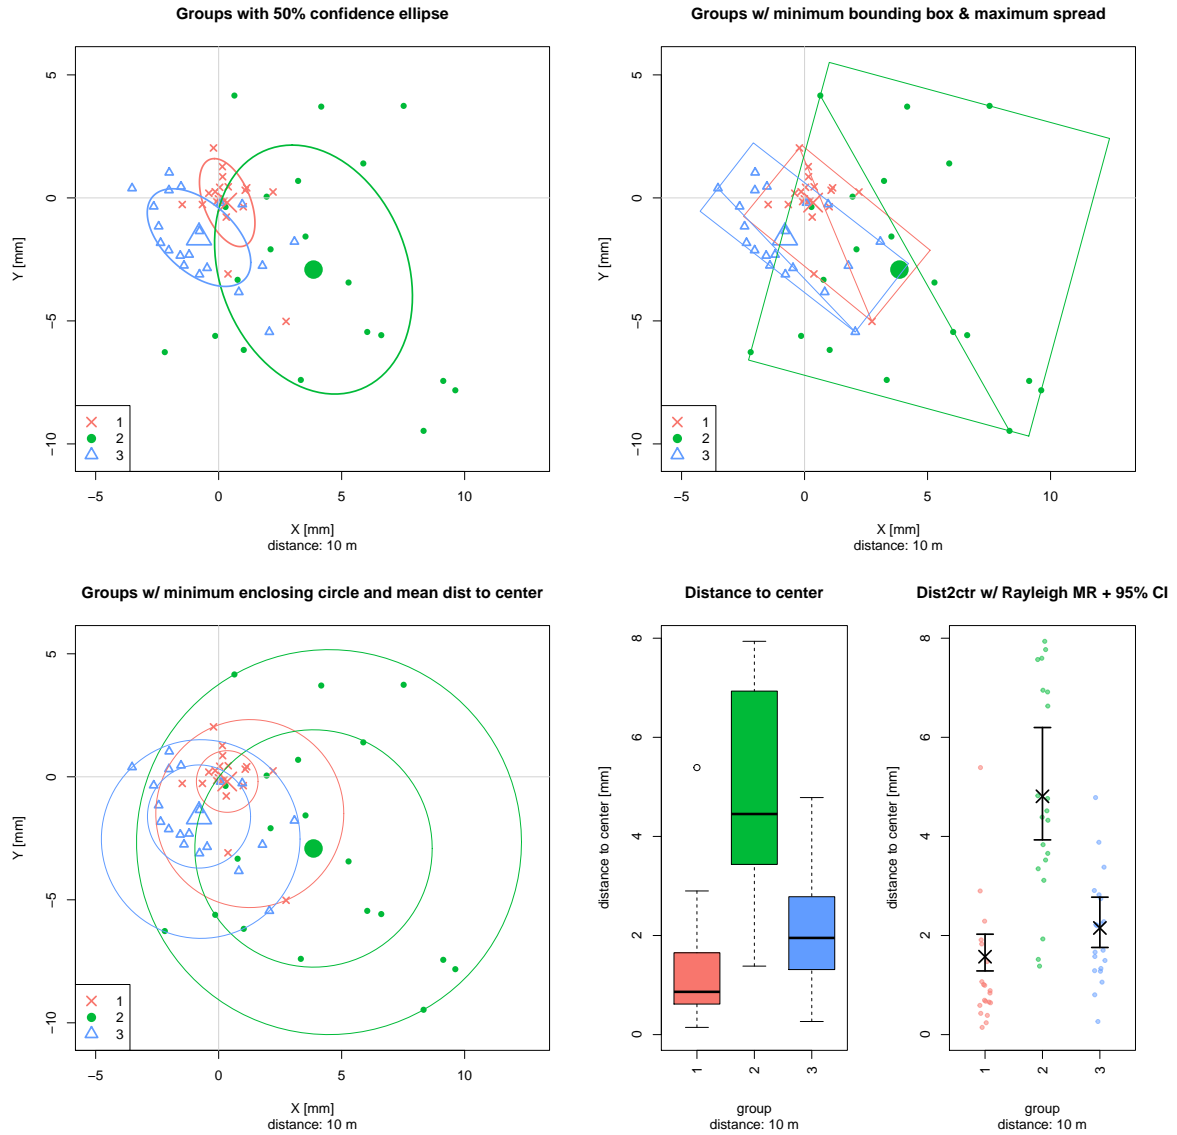 Groups with 50% confidence ellipse
5
0
−5
−10
Y [mm]
1
2
3
−5
0
5
10
X [mm]
distance: 10 m
Groups w/ minimum bounding box & maximum spread
5
0
−5
−10
Y [mm]
1
2
3
−5
0
5
10
X [mm]
distance: 10 m
Groups w/ minimum enclosing circle and mean dist to center
5
0
−5
−10
Y [mm]
1
2
3
−5
0
5
10
X [mm]
distance: 10 m
Distance to center
8
6
4
2
0
distance to center [mm]
1
2
3
group
distance: 10 m
Dist2ctr w/ Rayleigh MR + 95% CI
8
6
4
2
0
distance to center [mm]
1
2
3
group
distance: 10 m